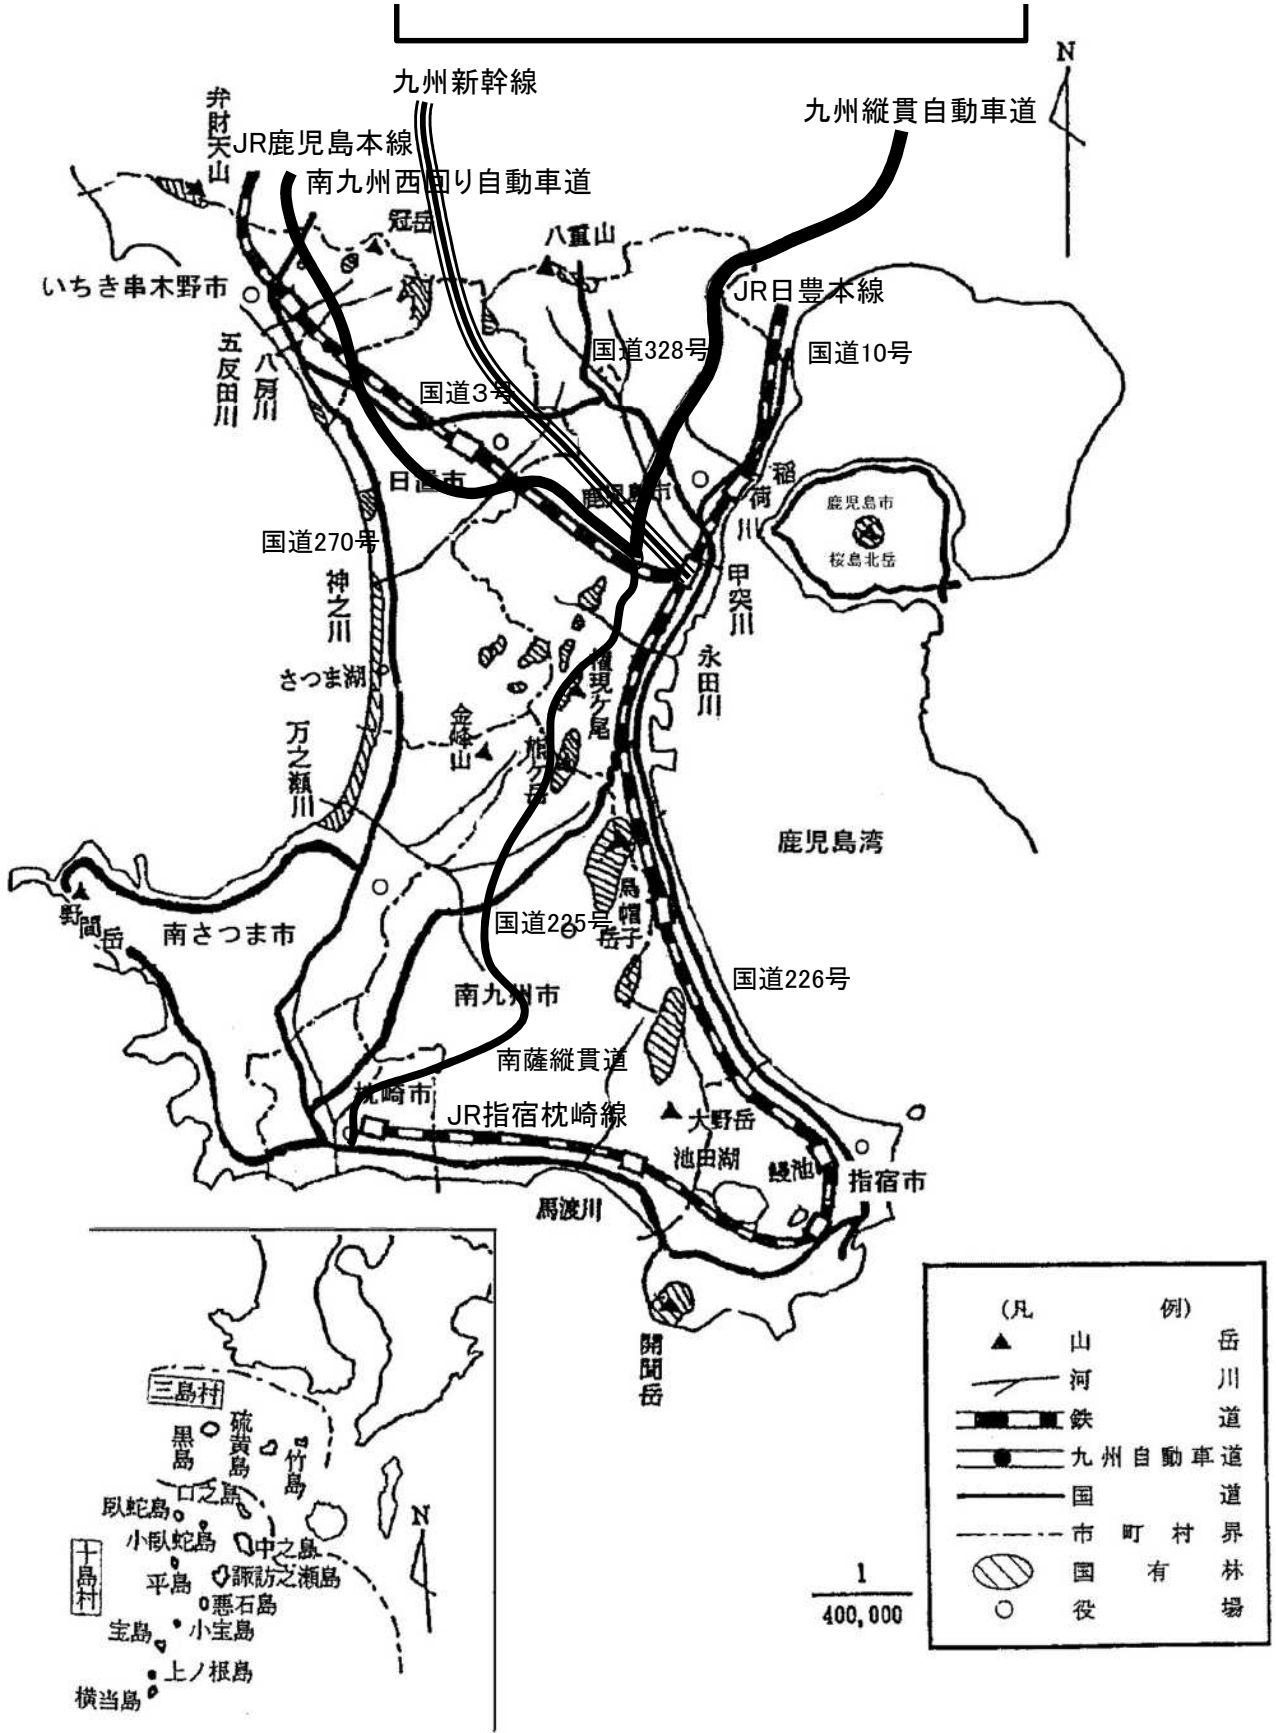 N
九州新幹線
九州縦貫自動車道
弁財天山
JR鹿児島本線
南九州西回り自動車道
冠岳
八重山
いちき串木野市
JR日豊本線
五反田川
八房川
国道328号
国道10号
国道3号
日置市
鹿児島市
稲荷川
鹿児島市
桜島北岳
国道270号
神之川
甲突川
さつま湖
永田川
権現ケ尾
金峰山
万之瀬川
熊ケ岳
鹿児島湾
烏帽子岳
野間岳
南さつま市
国道225号
国道226号
南九州市
南薩縦貫道
枕崎市
JR指宿枕崎線
大野岳
池田湖
鰻池
指宿市
馬渡川
開聞岳
三島村
黒島
硫黄島
竹島
口之島
臥蛇島
小臥蛇島
中之島
十島村
平島
諏訪之瀬島
悪石島
宝島
小宝島
上ノ根島
横当島
N
1
400,000
(凡例)
山岳
河川
鉄道
九州自動車道
国道
市町村界
国有林
役場